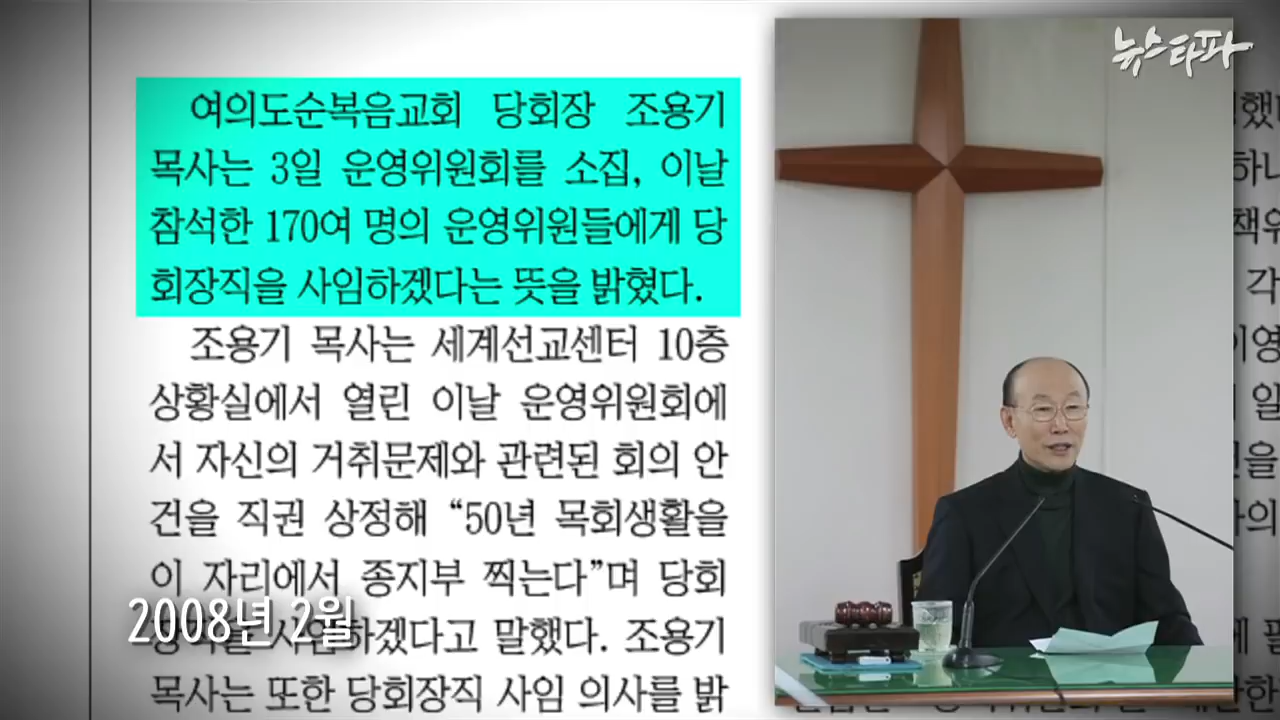 뉴스타파
여의도순복음교회 당회장 조용기
목사는 3일 운영위원회를 소집, 이날
참석한 170여 명의 운영위원들에게 당
회장직을 사임하겠다는 뜻을 밝혔다.
조용기 목사는 세계선교센터 10층
상황실에서 열린 이날 운영위원회에
서 자신의 거취문제와 관련된 회의 안
건을 직권 상정해 “50년 목회생활을
이 자리에서 종지부 찍는다”며 당회
장직을 사임하겠다고 말했다. 조용기
목사는 또한 당회장직 사임 의사를 밝
2008년 2월